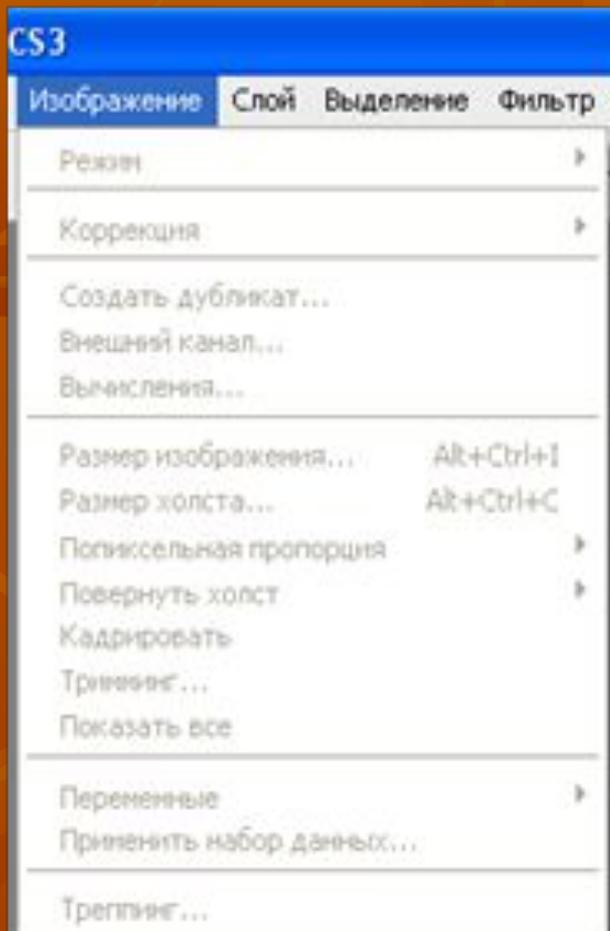 CS3
Изображение Слой Выделение Фильтр
Режим
Коррекция
Создать дубликат...
Внешний канал...
Вычисления...
Размер изображения... Alt+Ctrl+I
Размер холста... Alt+Ctrl+C
Попиксельная пропорция
Повернуть холст
Кадрировать
Тримминг...
Показать все
Переменные
Применить набор данных...
Треппинг...